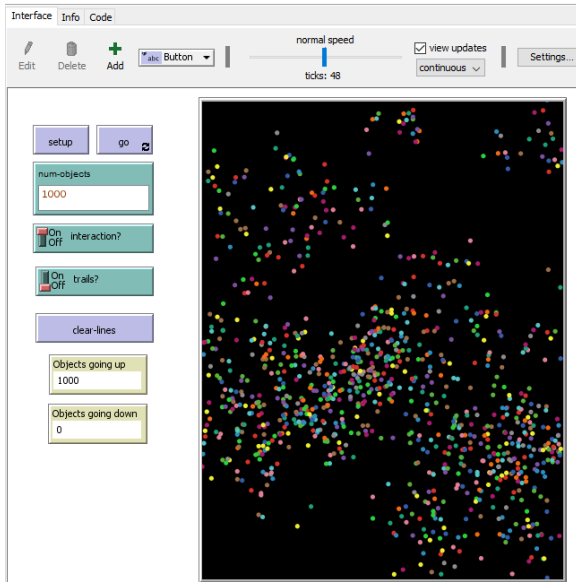 Interface Info Code
normal speed
Edit Delete Add abc Button view updates
ticks: 48 continuous Settings...
setup go
num-objects
1000
On
Off interaction?
On
Off trails?
clear-lines
Objects going up
1000
Objects going down
0